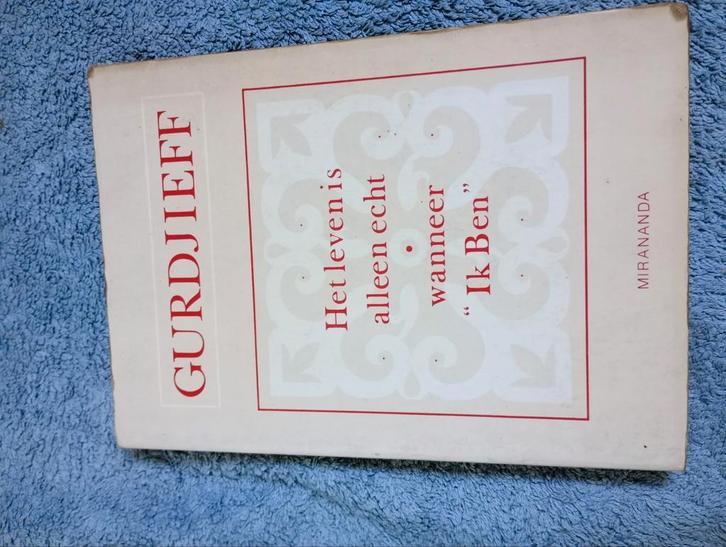 GURDJIEFF
Het leven is
alleen echt
wanneer
“Ik Ben”
MIRANANDA